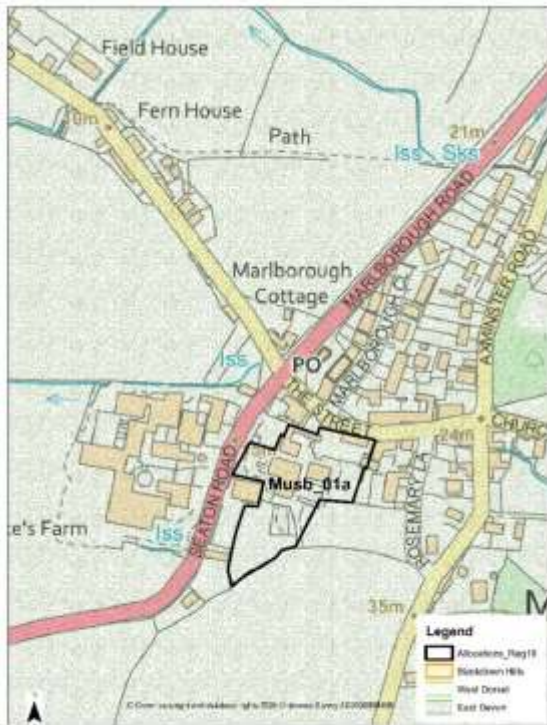 Field House
Fern House
Path
21m
Iss Sks
MARLBOROUGH ROAD
Marlborough
Cottage
MARLBOROUGH CL
AXMINSTER ROAD
PO
Iss
THE STREET
CHURCH
24m
SEATON ROAD
Musb_01a
ROSEMARY LA
e's Farm
Iss
35m
M
Legend
Allocations_Reg19
Blackdown Hills
West Dorset
East Devon